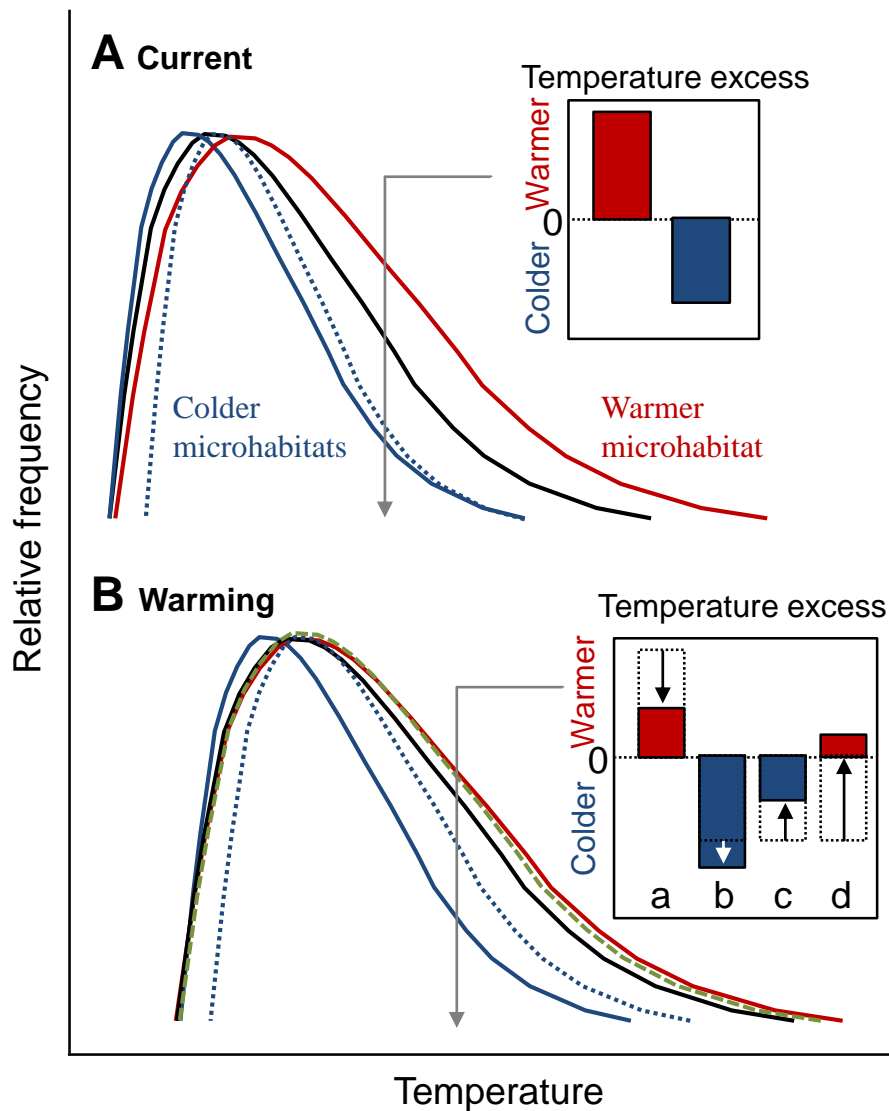 A Current
Temperature excess
Warmer
0
Colder
Colder
microhabitats
Warmer
microhabitat
Relative frequency
B Warming
Temperature excess
Warmer
0
Colder
a b c d
Temperature